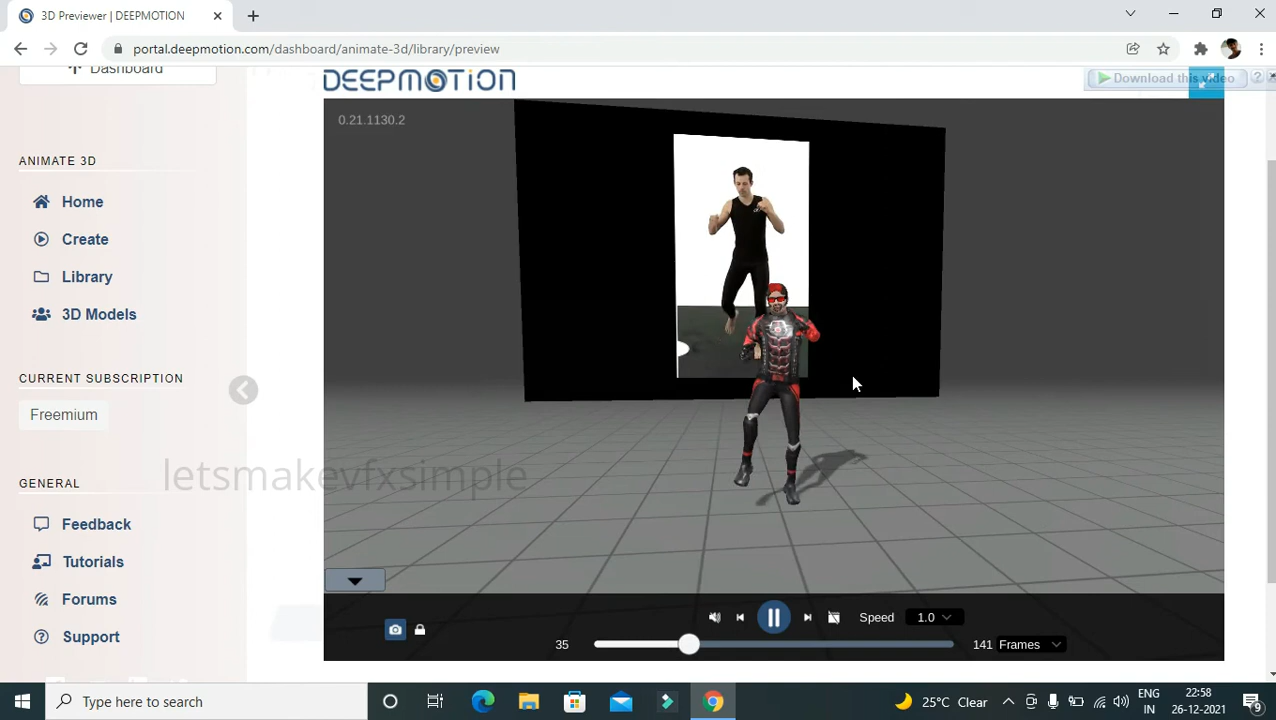 3D Previewer | DEEPMOTION
portal.deepmotion.com/dashboard/animate-3d/library/preview
Dashboard
DEEPMOTION
Download this video
?
0.21.1130.2
ANIMATE 3D
Home
Create
Library
3D Models
CURRENT SUBSCRIPTION
Freemium
letsmakevfxsimple
GENERAL
Feedback
Tutorials
Forums
Support
Speed 1.0
35 141 Frames
Type here to search
25°C Clear
ENG
IN
22:58
26-12-2021
9